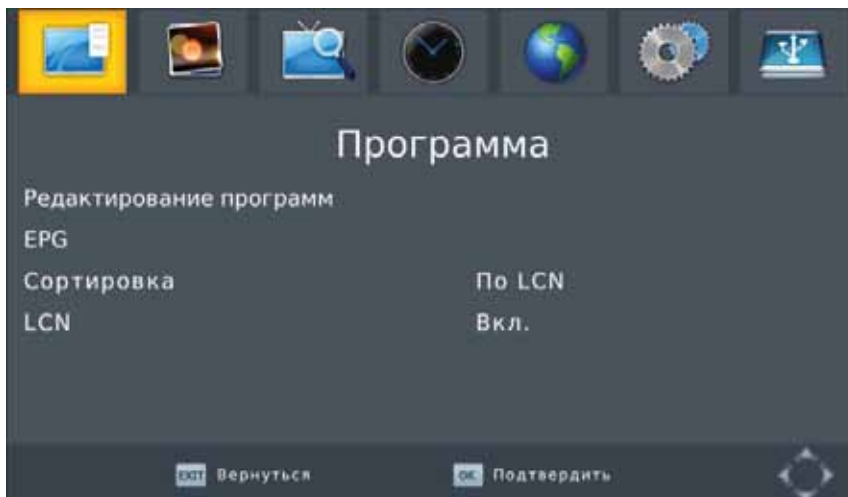 Программа
Редактирование программ
EPG
Сортировка По LCN
LCN Вкл.
EXIT Вернуться OK Подтвердить